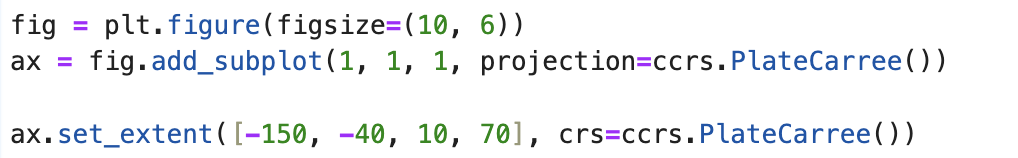 fig = plt.figure(figsize=(10, 6))
ax = fig.add_subplot(1, 1, 1, projection=ccrs.PlateCarree())
ax.set_extent([-150, -40, 10, 70], crs=ccrs.PlateCarree())